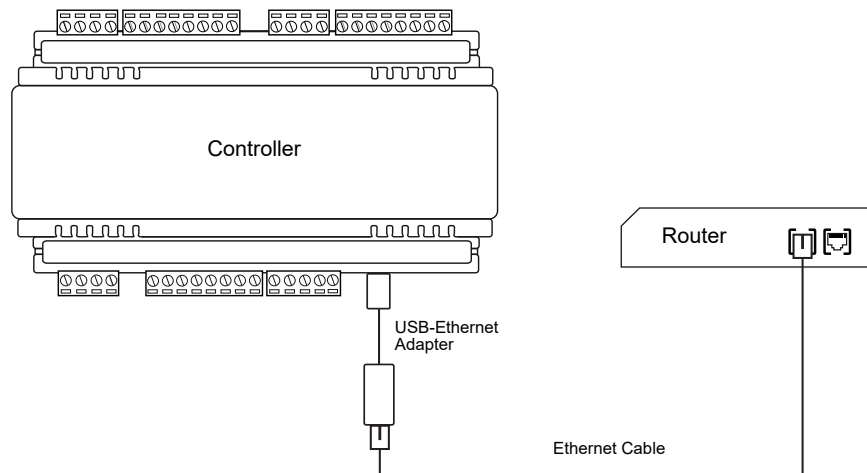 Controller
Router
USB-Ethernet
Adapter
Ethernet Cable